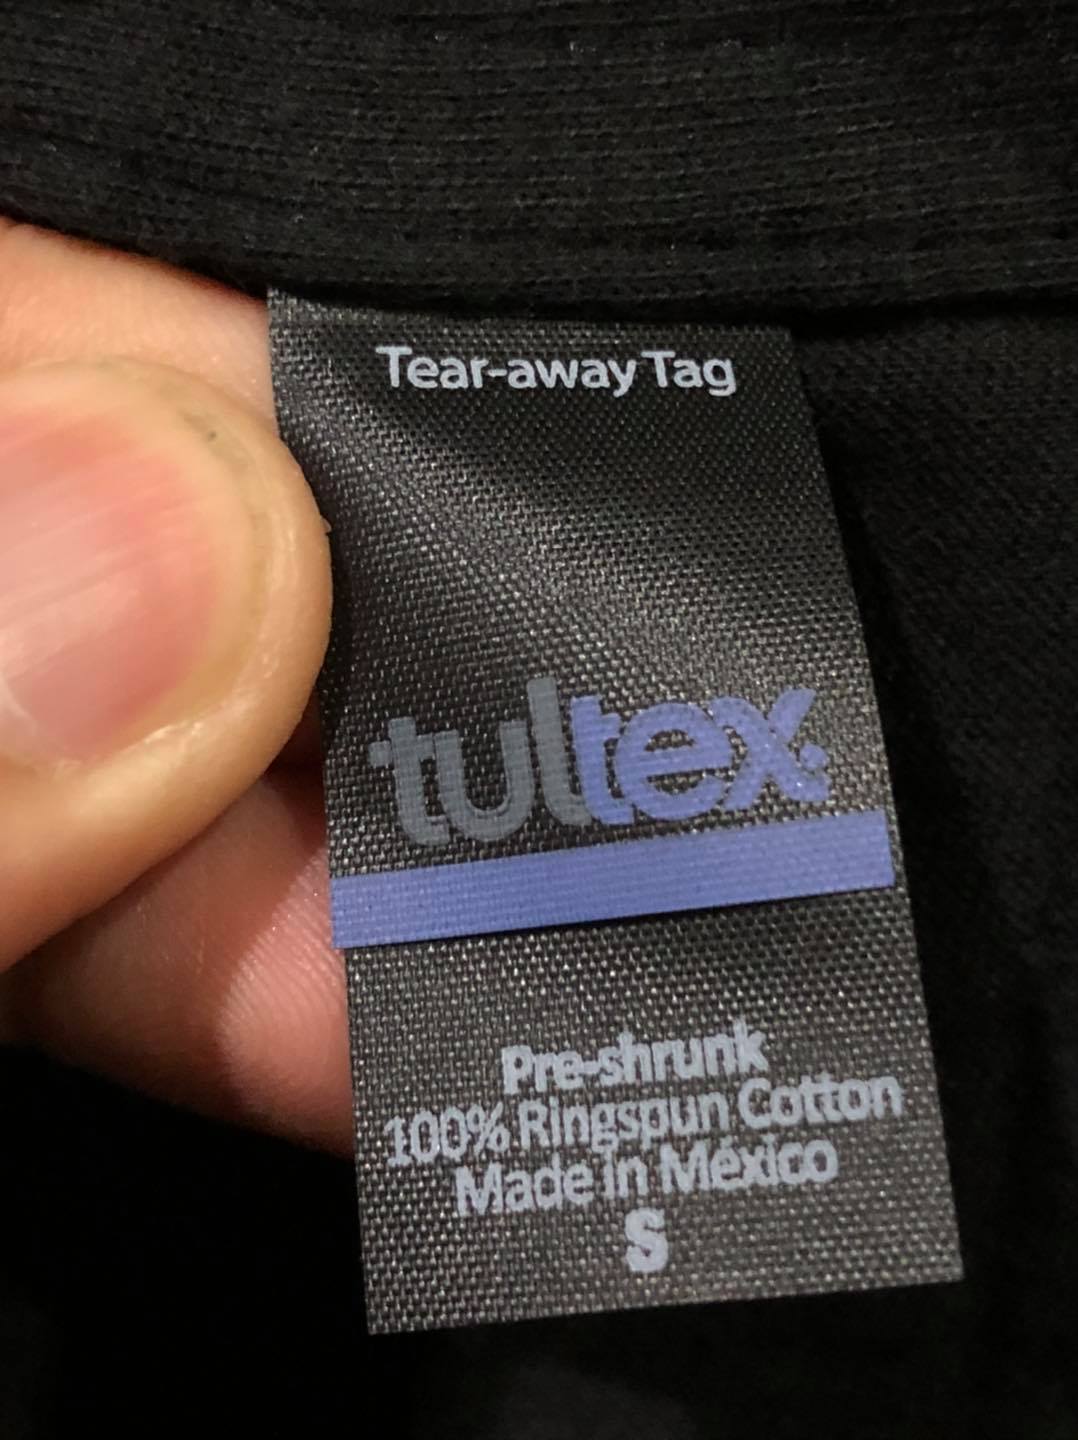 Tear-away Tag
tultex
Pre-shrunk
100% Ringspun Cotton
Made in México
S